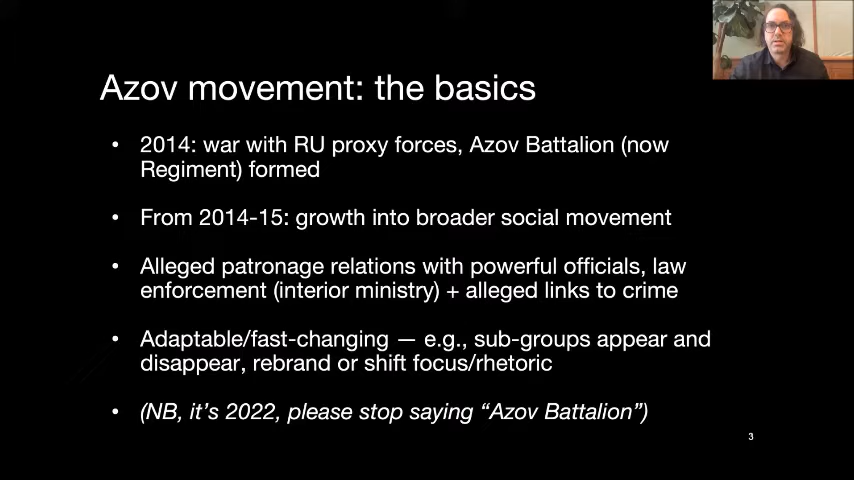 Azov movement: the basics
• 2014: war with RU proxy forces, Azov Battalion (now
Regiment) formed
• From 2014-15: growth into broader social movement
• Alleged patronage relations with powerful officials, law
enforcement (interior ministry) + alleged links to crime
• Adaptable/fast-changing — e.g., sub-groups appear and
disappear, rebrand or shift focus/rhetoric
• (NB, it’s 2022, please stop saying “Azov Battalion”)
3